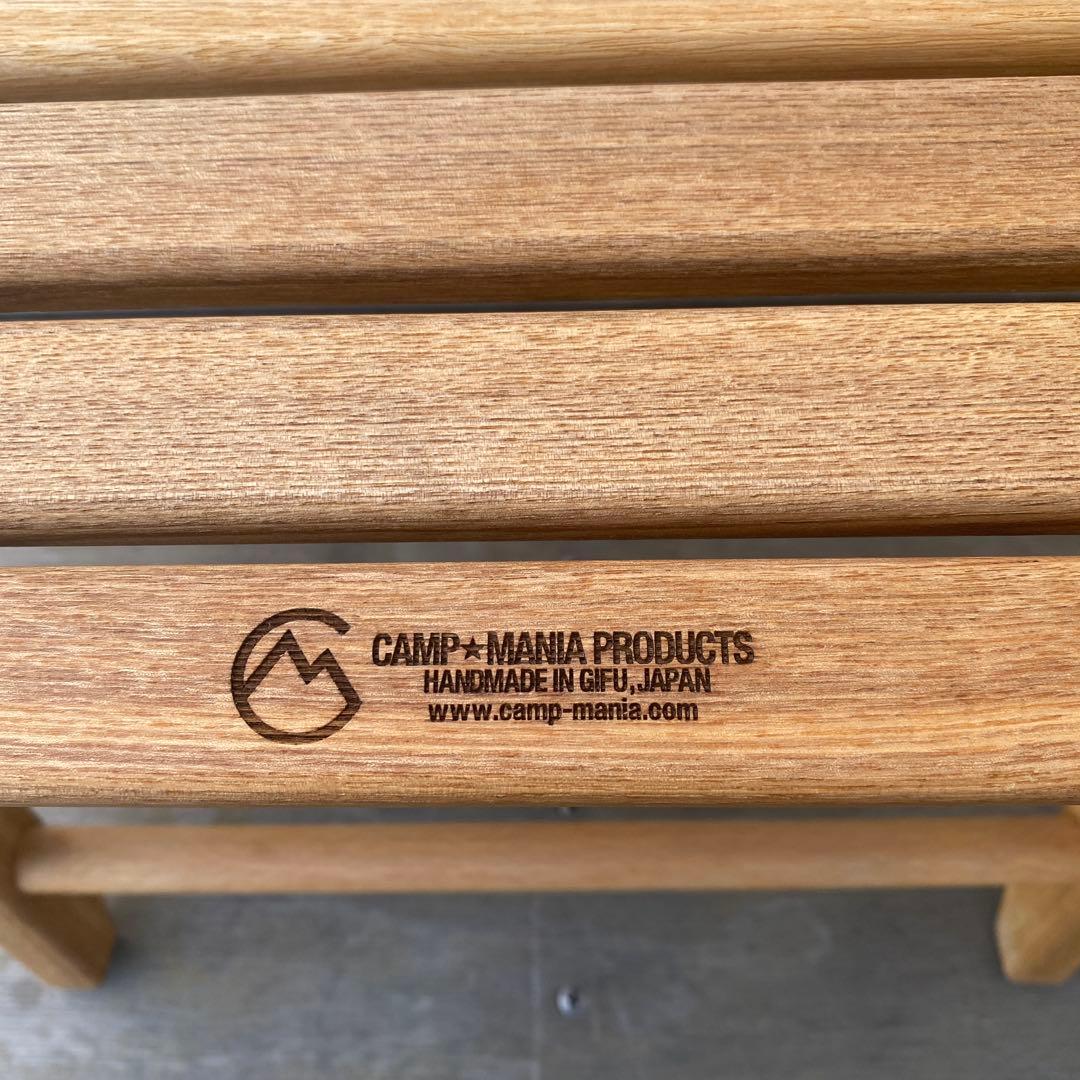 CAMP★MANIA PRODUCTS
HANDMADE IN GIFU, JAPAN
www.camp-mania.com